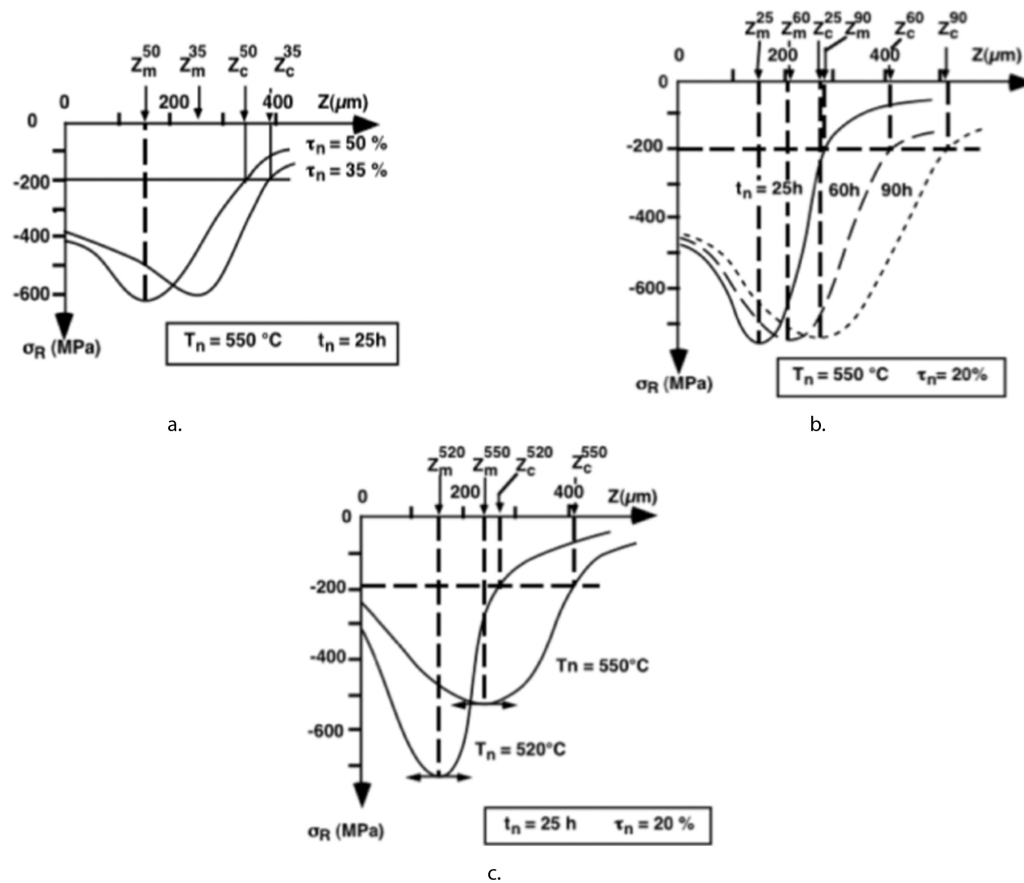 Z_m^50 Z_m^35 Z_c^50 Z_c^35
0 200 400 Z(μm)
0
τn = 50 %
τn = 35 %
-200
-400
-600
σR (MPa)
Tn = 550 °C tn = 25h
a.
Z_m^25 Z_m^60 Z_c^25 Z_m^90 Z_c^60 Z_c^90
0 200 400 Z(μm)
0
-200
tn = 25h 60h 90h
-400
-600
σR (MPa)
Tn = 550 °C τn= 20%
b.
Z_m^520 Z_m^550 Z_c^520 Z_c^550
0 200 400 Z(μm)
0
-200
-400
Tn = 550°C
-600
Tn = 520°C
σR (MPa)
tn = 25 h τn = 20 %
c.